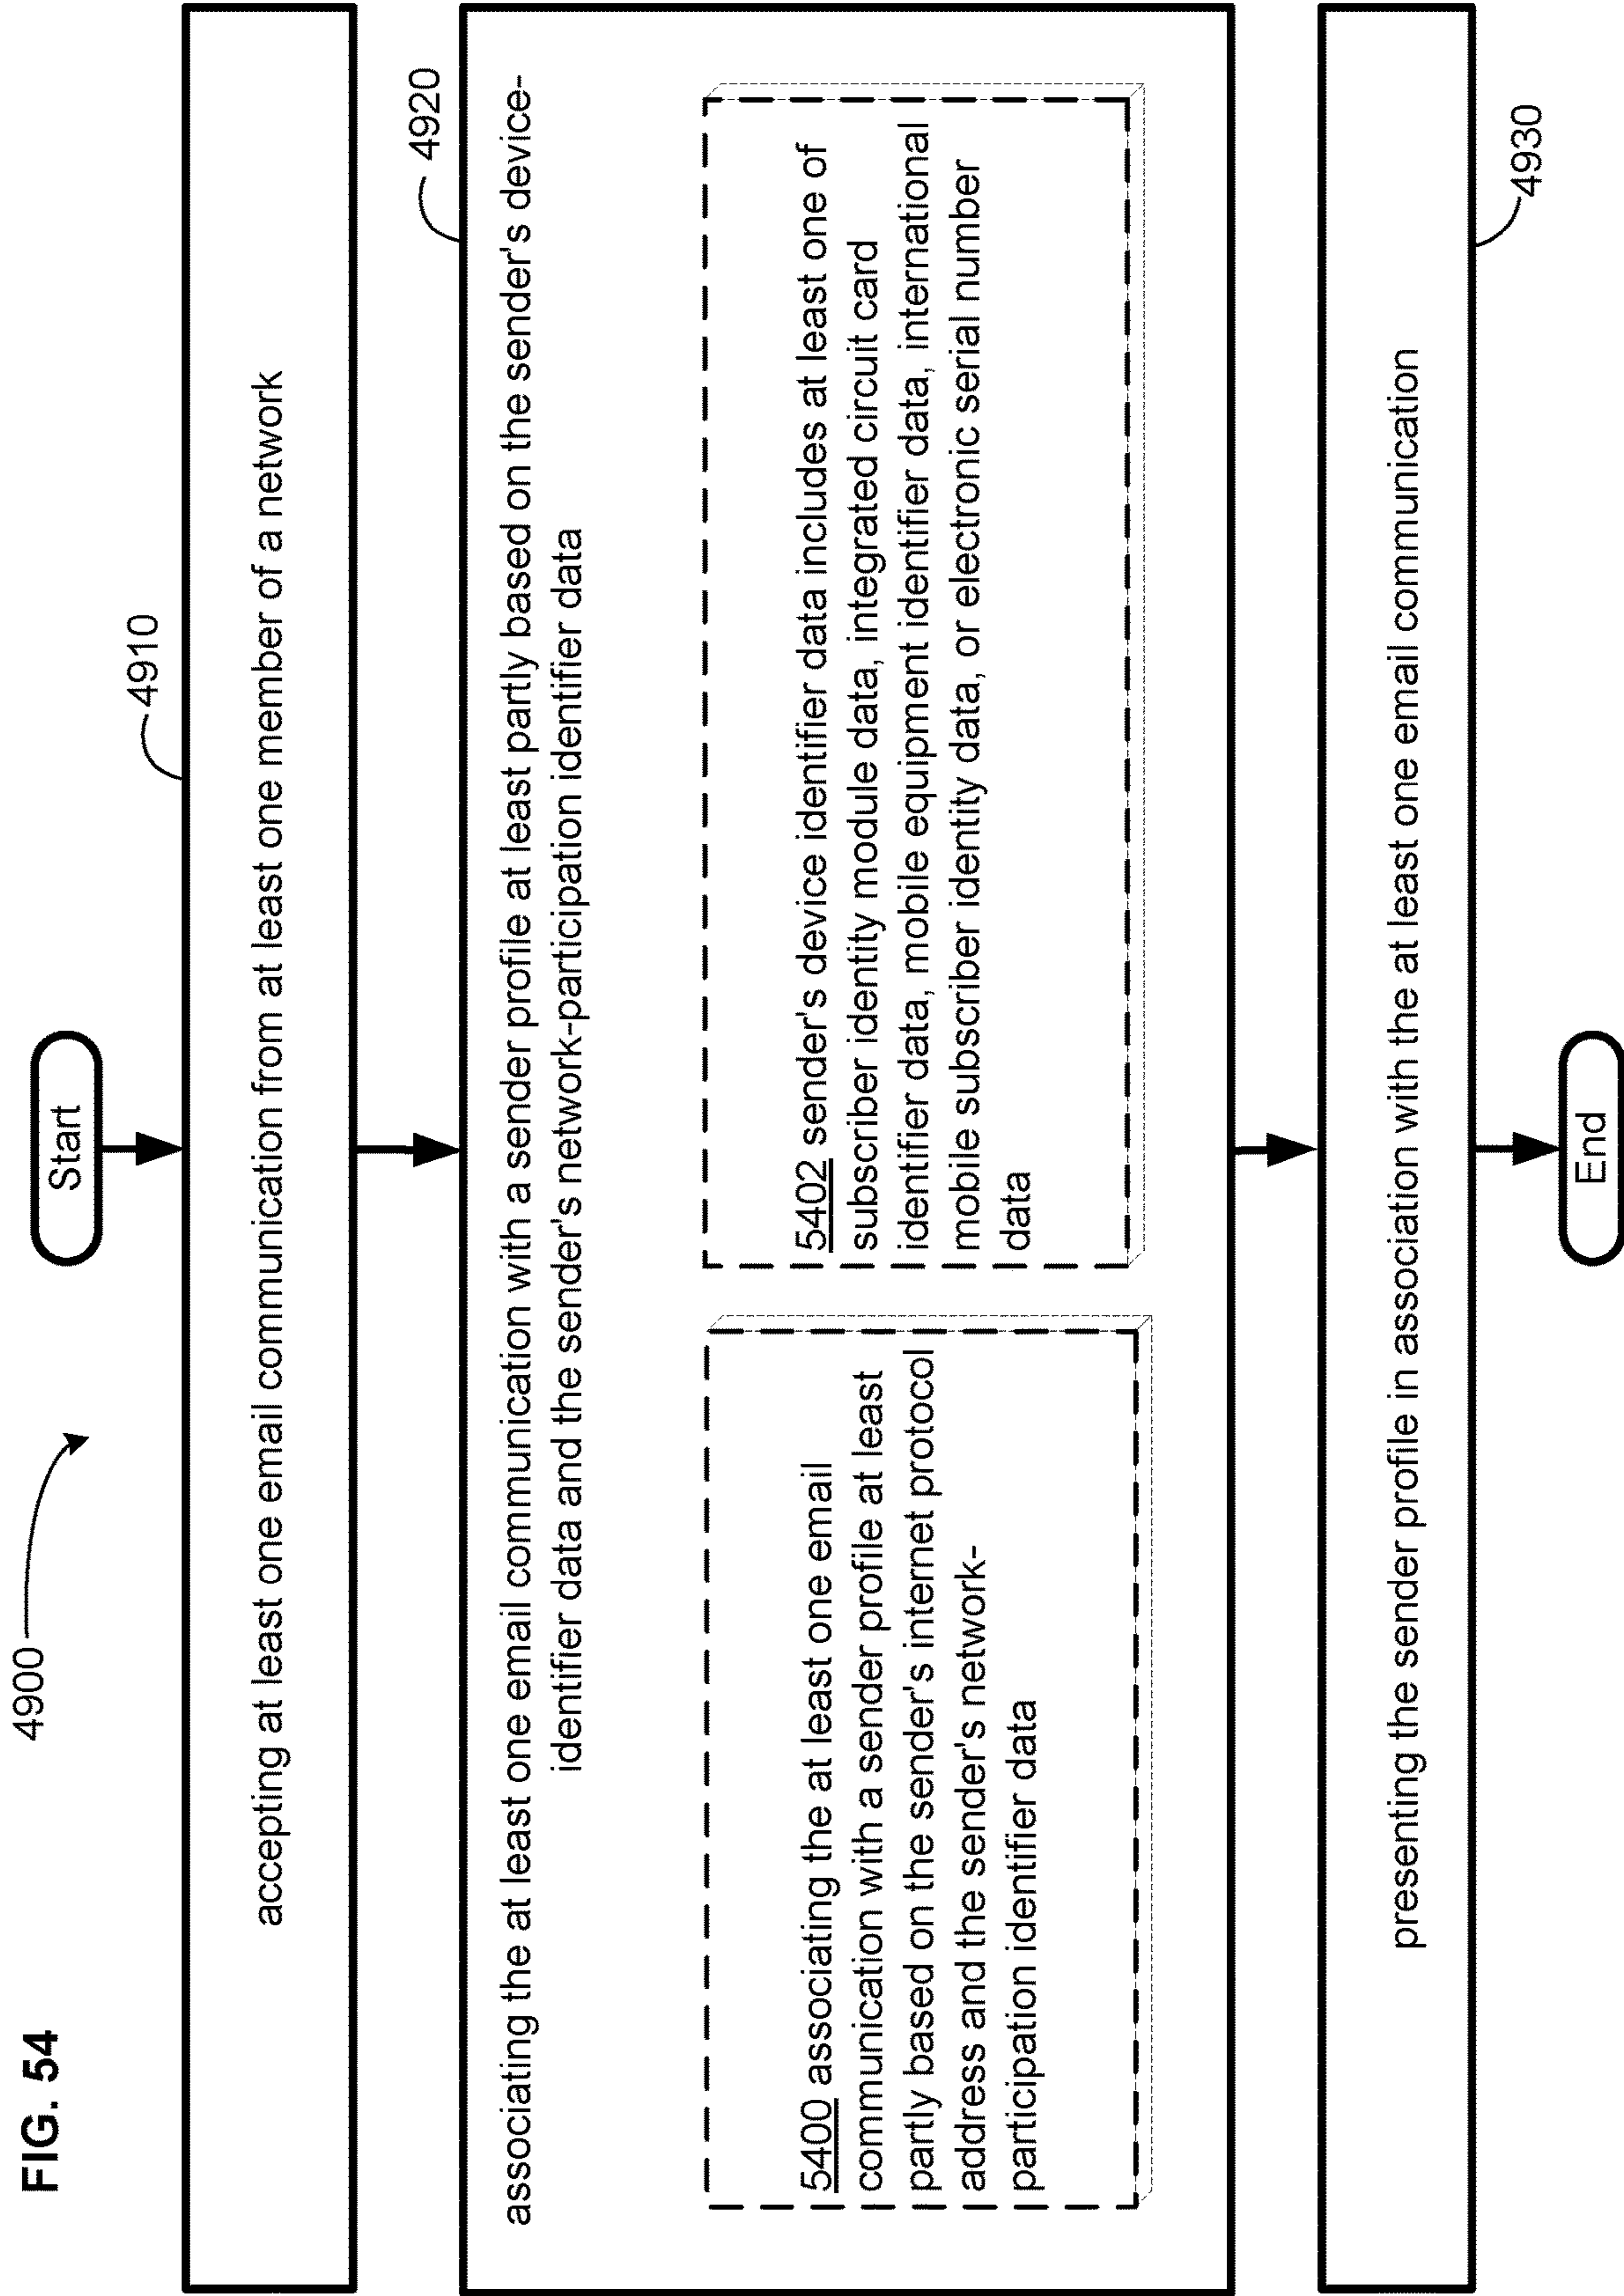 FIG. 54
4900
Start
4910
accepting at least one email communication from at least one member of a network
4920
associating the at least one email communication with a sender profile at least partly based on the sender's device-
identifier data and the sender's network-participation identifier data
5400 associating the at least one email
communication with a sender profile at least
partly based on the sender's internet protocol
address and the sender's network-
participation identifier data
5402 sender's device identifier data includes at least one of
subscriber identity module data, integrated circuit card
identifier data, mobile equipment identifier data, international
mobile subscriber identity data, or electronic serial number
data
presenting the sender profile in association with the at least one email communication
4930
End